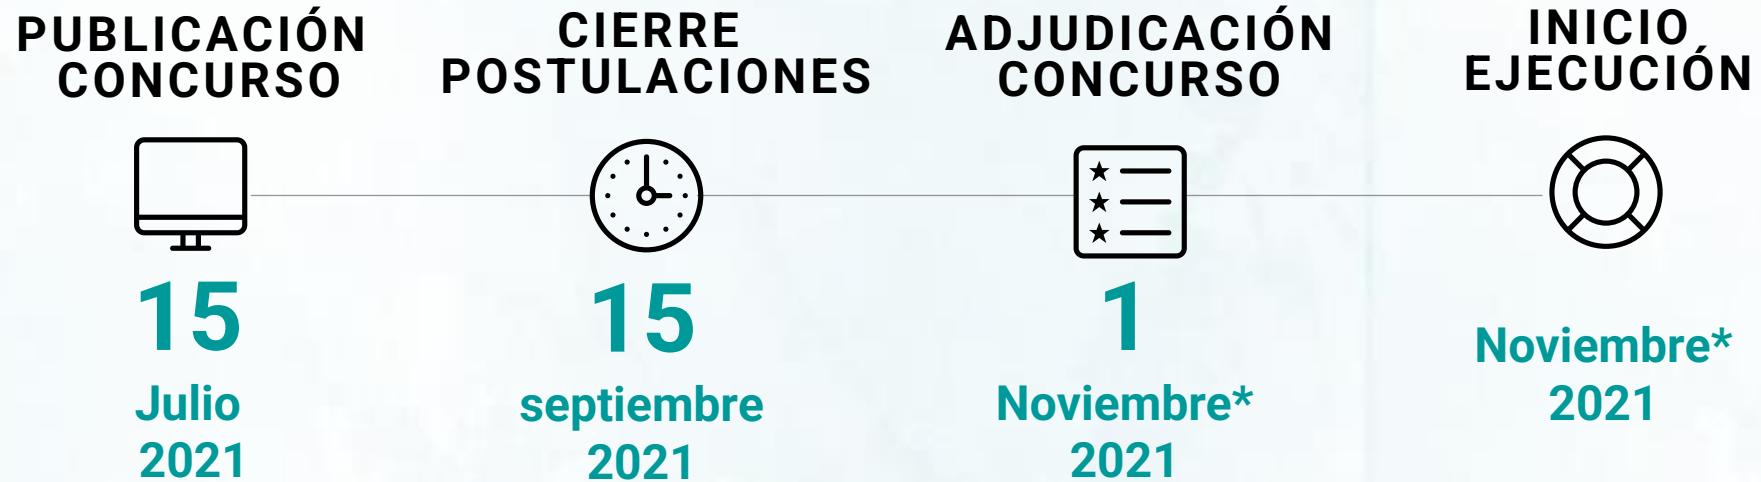 PUBLICACIÓN
CONCURSO
15
Julio
2021
CIERRE
POSTULACIONES
15
septiembre
2021
ADJUDICACIÓN
CONCURSO
1
Noviembre*
2021
INICIO
EJECUCIÓN
Noviembre*
2021